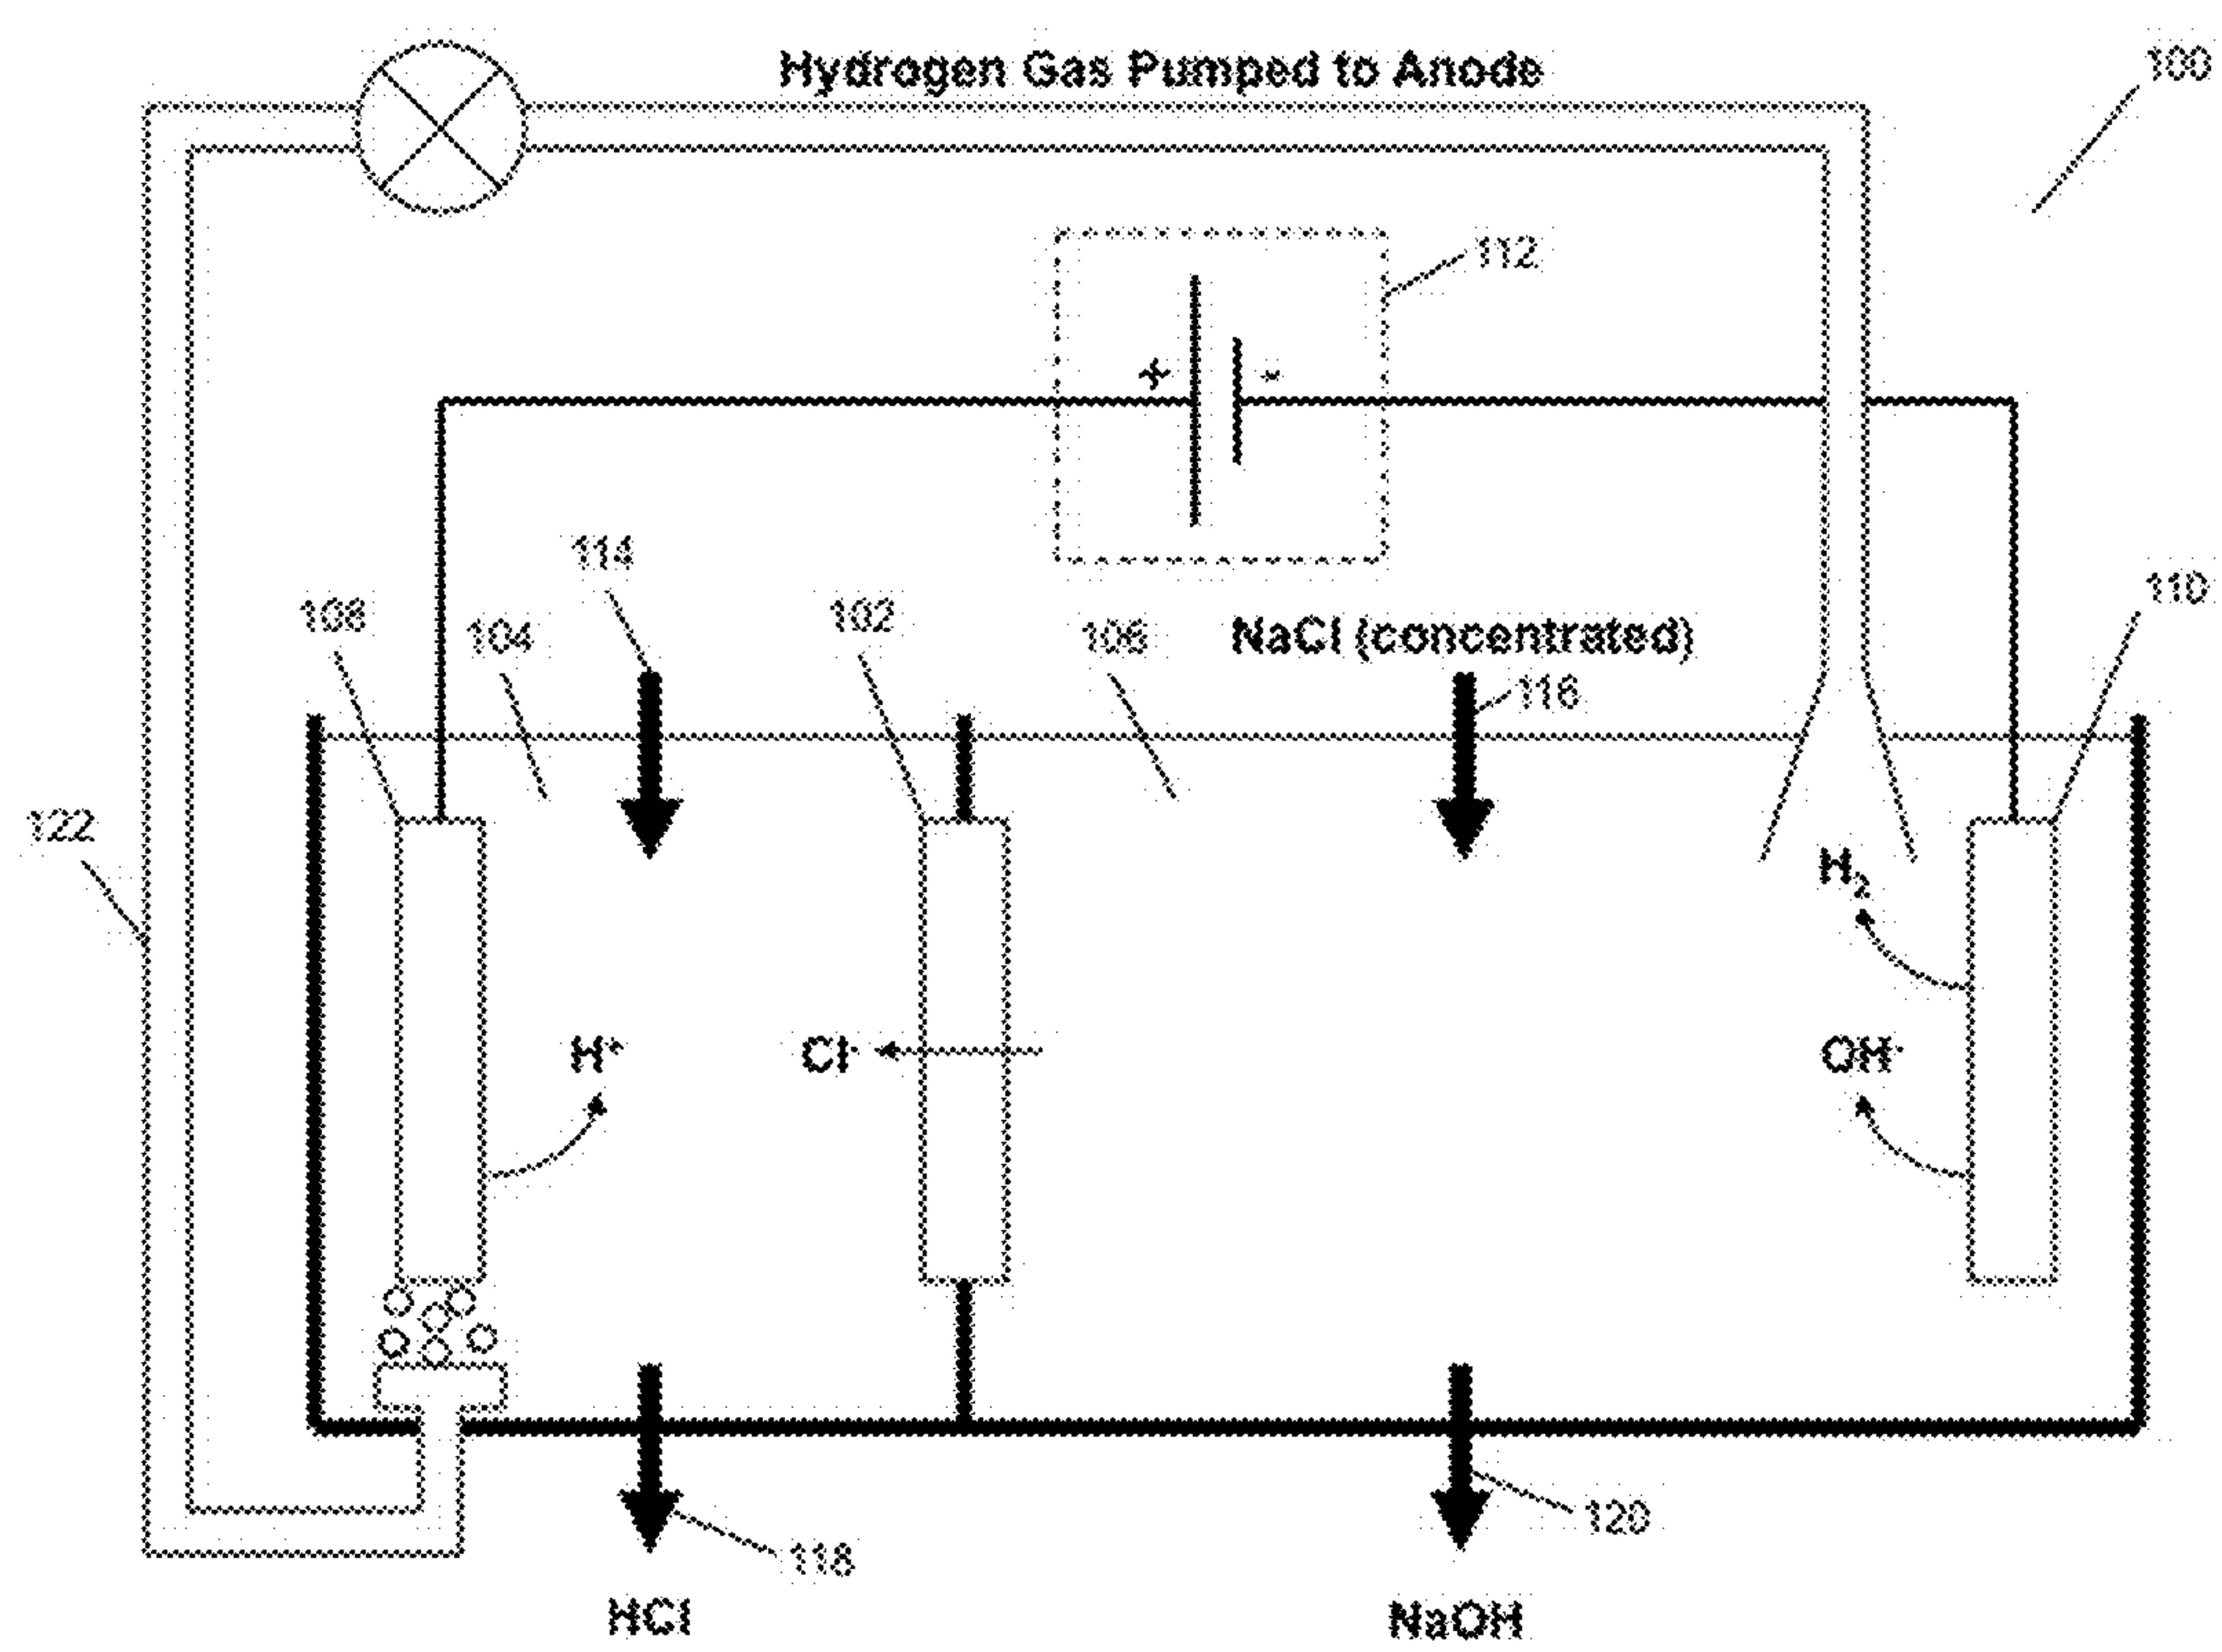 Hydrogen Gas Pumped to Anode
100
112
+ -
114
110
108
104
102
106
NaCl (concentrated)
116
122
H₂
H⁺
Cl⁻
OH⁻
120
118
HCl
NaOH